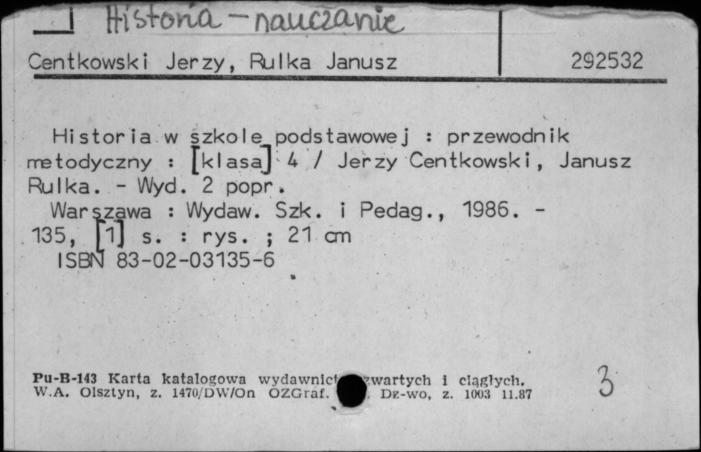 Historia - nauczanie
Centkowski Jerzy, Rulka Janusz 292532
Historia w szkole podstawowej : przewodnik
metodyczny : [klasa] 4 / Jerzy Centkowski, Janusz
Rulka. - Wyd. 2 popr.
Warszawa : Wydaw. Szk. i Pedag., 1986. -
135, [1] s. : rys. ; 21 cm
ISBN 83-02-03135-6
Pu-B-143 Karta katalogowa wydawnict zwartych i ciągłych.
W.A. Olsztyn, z. 1470/DW/On OZGraf. Dz-wo, z. 1003 11.87
3